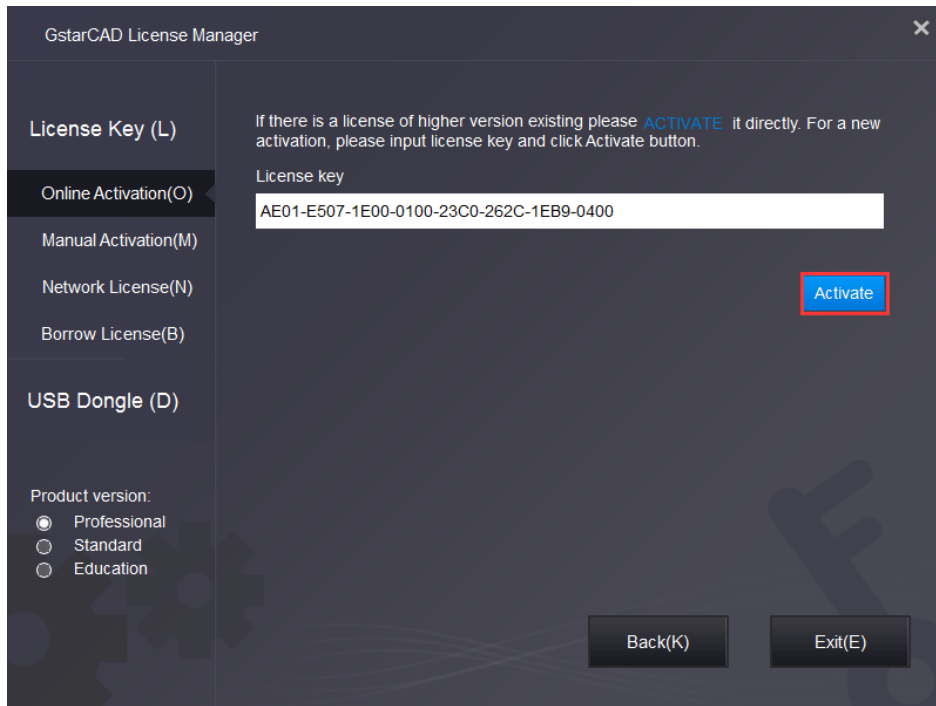 GstarCAD License Manager
License Key (L)
Online Activation(O)
Manual Activation(M)
Network License(N)
Borrow License(B)
USB Dongle (D)
Product version:
Professional
Standard
Education
If there is a license of higher version existing please ACTIVATE it directly. For a new
activation, please input license key and click Activate button.
License key
AE01-E507-1E00-0100-23C0-262C-1EB9-0400
Activate
Back(K)
Exit(E)